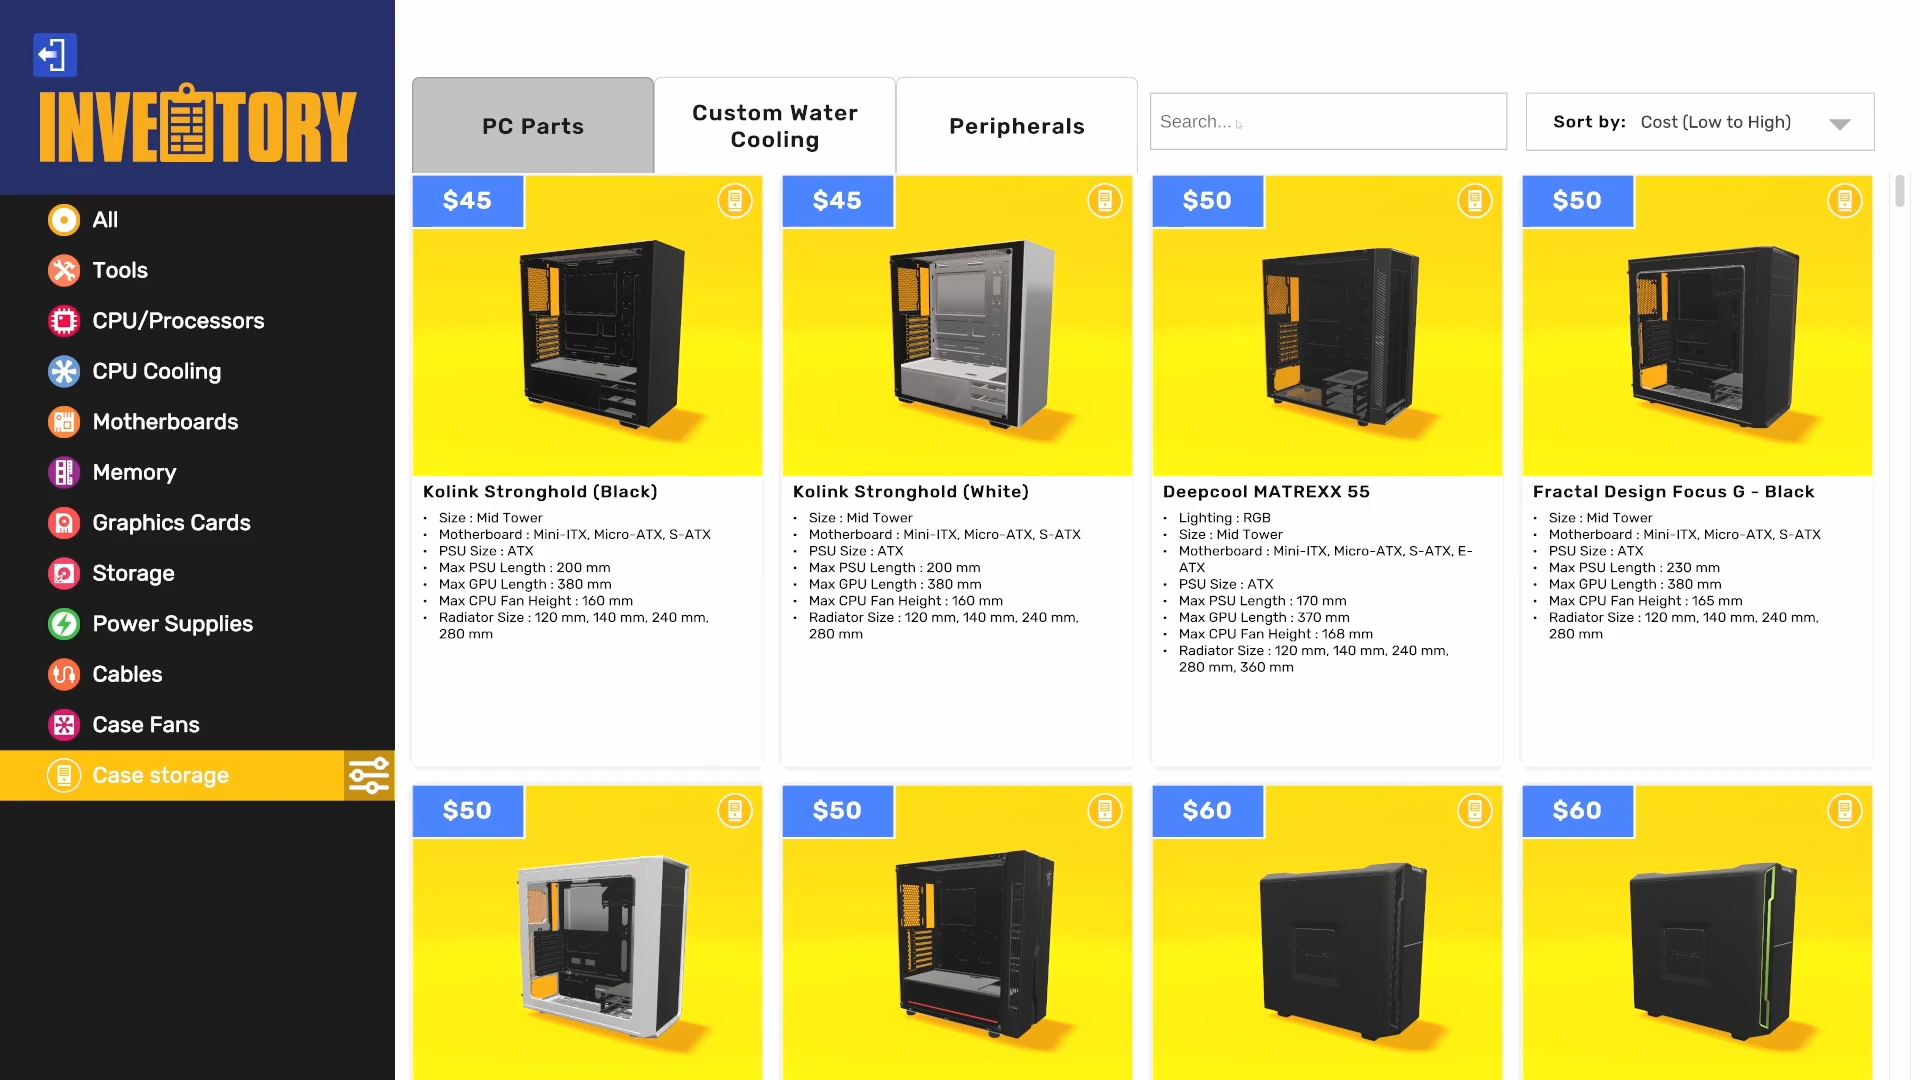 INVENTORY
All
Tools
CPU/Processors
CPU Cooling
Motherboards
Memory
Graphics Cards
Storage
Power Supplies
Cables
Case Fans
Case storage
PC Parts
Custom Water
Cooling
Peripherals
Search...
Sort by: Cost (Low to High)
$45
Kolink Stronghold (Black)
• Size : Mid Tower
• Motherboard : Mini-ITX, Micro-ATX, S-ATX
• PSU Size : ATX
• Max PSU Length : 200 mm
• Max GPU Length : 380 mm
• Max CPU Fan Height : 160 mm
• Radiator Size : 120 mm, 140 mm, 240 mm,
280 mm
$45
Kolink Stronghold (White)
• Size : Mid Tower
• Motherboard : Mini-ITX, Micro-ATX, S-ATX
• PSU Size : ATX
• Max PSU Length : 200 mm
• Max GPU Length : 380 mm
• Max CPU Fan Height : 160 mm
• Radiator Size : 120 mm, 140 mm, 240 mm,
280 mm
$50
Deepcool MATREXX 55
• Lighting : RGB
• Size : Mid Tower
• Motherboard : Mini-ITX, Micro-ATX, S-ATX, E-
ATX
• PSU Size : ATX
• Max PSU Length : 170 mm
• Max GPU Length : 370 mm
• Max CPU Fan Height : 168 mm
• Radiator Size : 120 mm, 140 mm, 240 mm,
280 mm, 360 mm
$50
Fractal Design Focus G - Black
• Size : Mid Tower
• Motherboard : Mini-ITX, Micro-ATX, S-ATX
• PSU Size : ATX
• Max PSU Length : 230 mm
• Max GPU Length : 380 mm
• Max CPU Fan Height : 165 mm
• Radiator Size : 120 mm, 140 mm, 240 mm,
280 mm
$50
$50
$60
$60